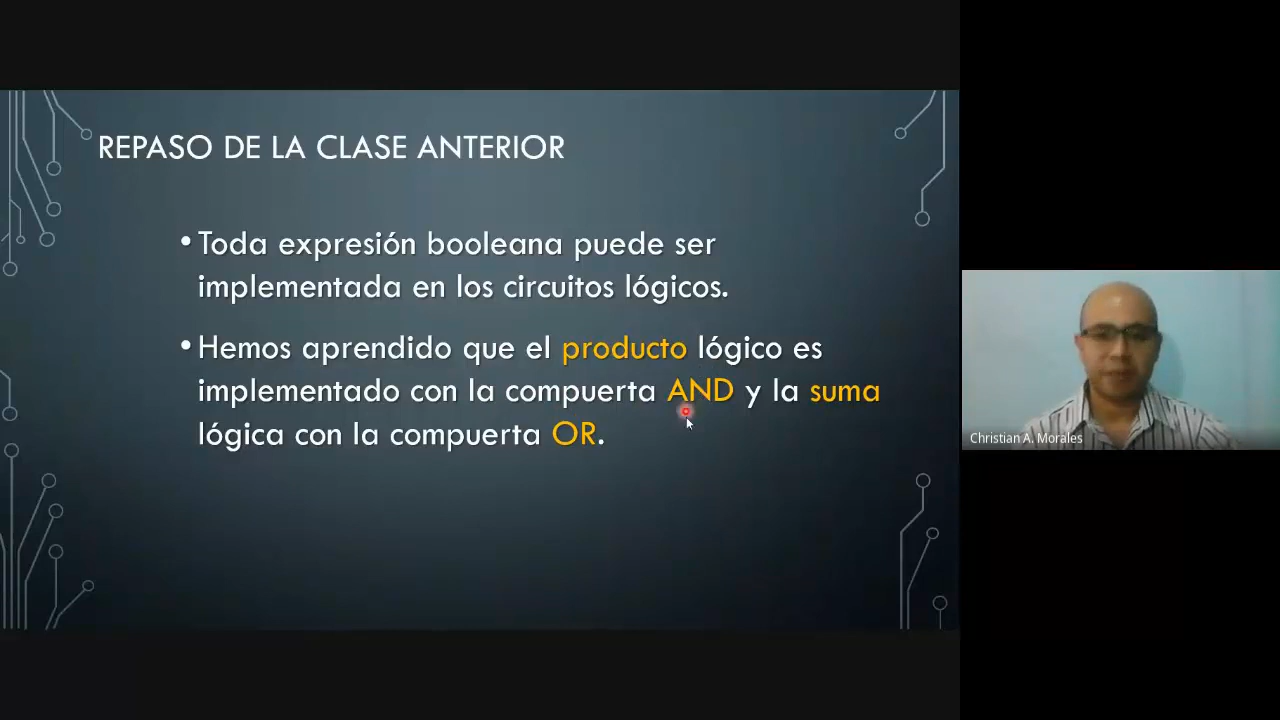 REPASO DE LA CLASE ANTERIOR
• Toda expresión booleana puede ser
implementada en los circuitos lógicos.
• Hemos aprendido que el producto lógico es
implementado con la compuerta AND y la suma
lógica con la compuerta OR.
Christian A. Morales